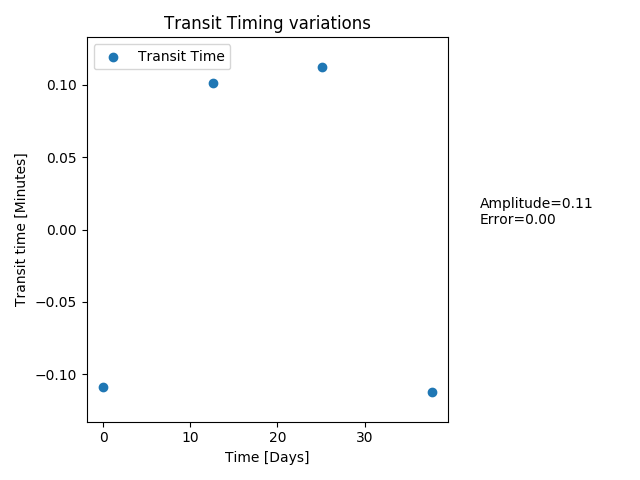 Transit Timing variations
Transit Time
0.10
0.05
0.00
−0.05
−0.10
Transit time [Minutes]
0
10
20
30
Time [Days]
Amplitude=0.11
Error=0.00